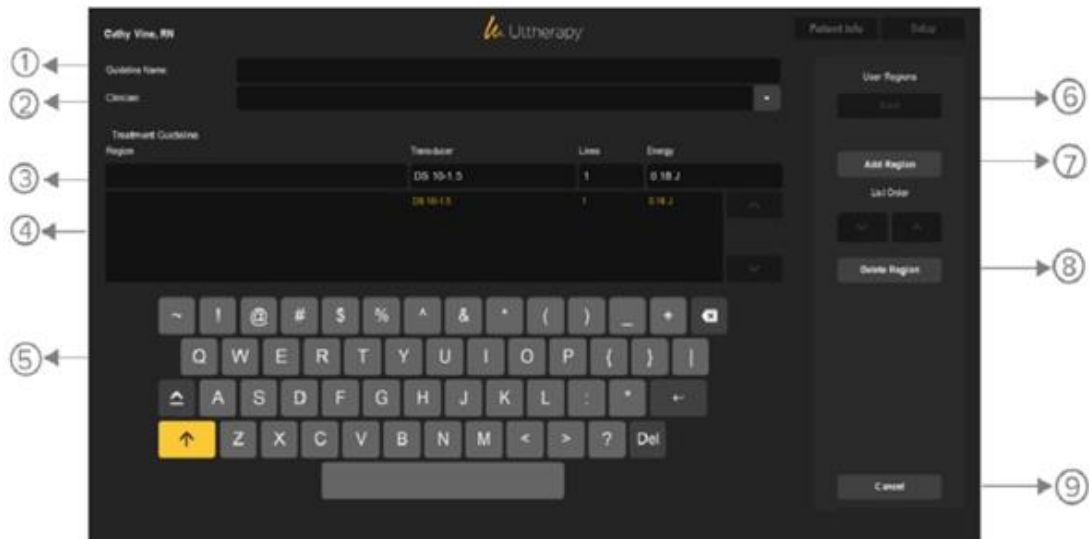 Cathy Vine, RN
Ultherapy
Patient Info
Setup
① Guideline Name:
② Clinician:
User Regions
Save
⑥
Treatment Guideline
Region
Transducer
Lines
Energy
③
DS 10-1.5
1
0.18 J
Add Region
⑦
④
DS 10-1.5
1
0.18 J
List Order
Delete Region
⑧
~ ! @ # $ % ^ & * ( ) _ +
⑤
Q W E R T Y U I O P { } |
A S D F G H J K L : "
Z X C V B N M < > ? Del
Cancel
⑨